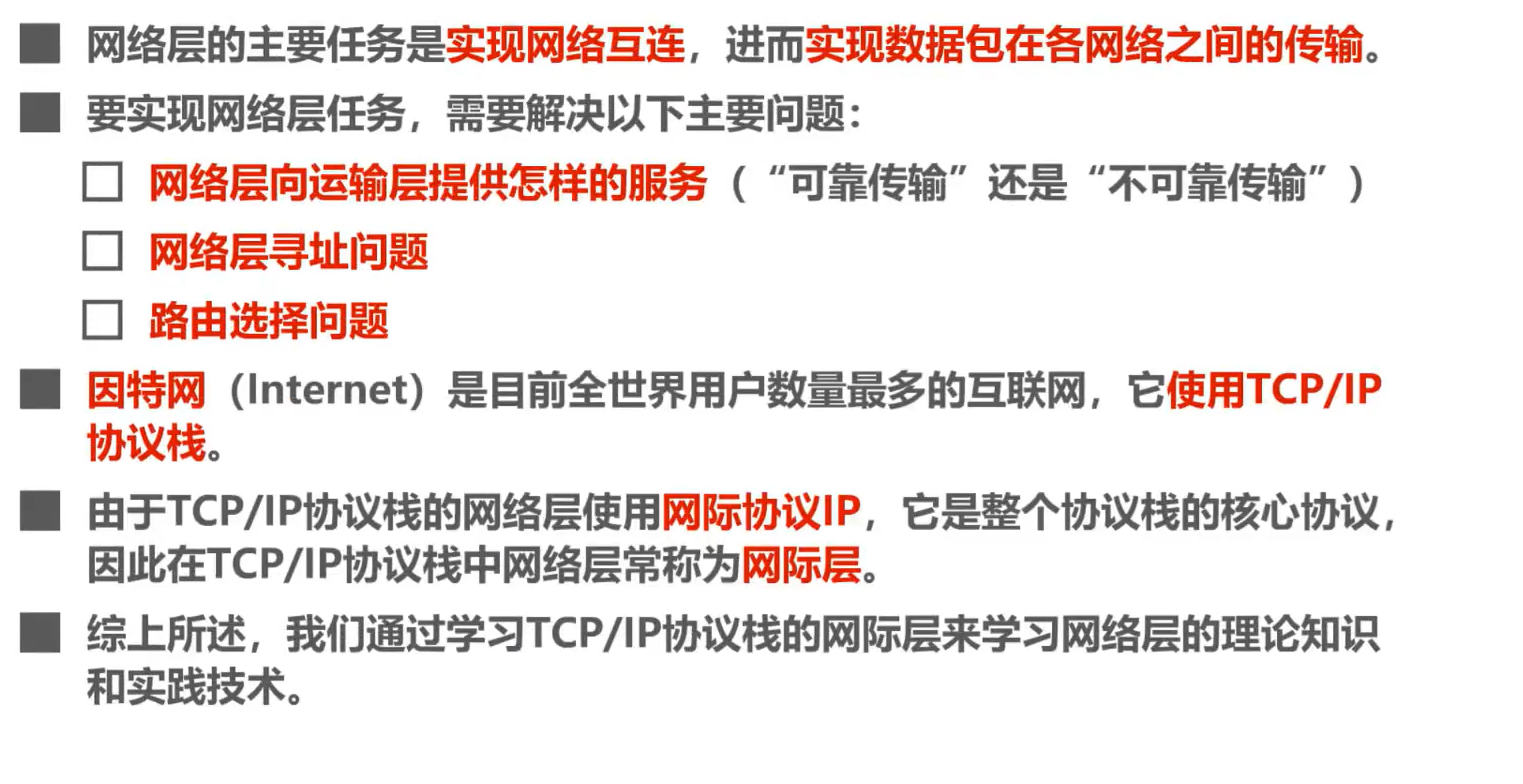 网络层的主要任务是实现网络互连，进而实现数据包在各网络之间的传输。
要实现网络层任务，需要解决以下主要问题：
网络层向运输层提供怎样的服务（“可靠传输”还是“不可靠传输”）
网络层寻址问题
路由选择问题
因特网（Internet）是目前全世界用户数量最多的互联网，它使用TCP/IP
协议栈。
由于TCP/IP协议栈的网络层使用网际协议IP，它是整个协议栈的核心协议，
因此在TCP/IP协议栈中网络层常称为网际层。
综上所述，我们通过学习TCP/IP协议栈的网际层来学习网络层的理论知识
和实践技术。